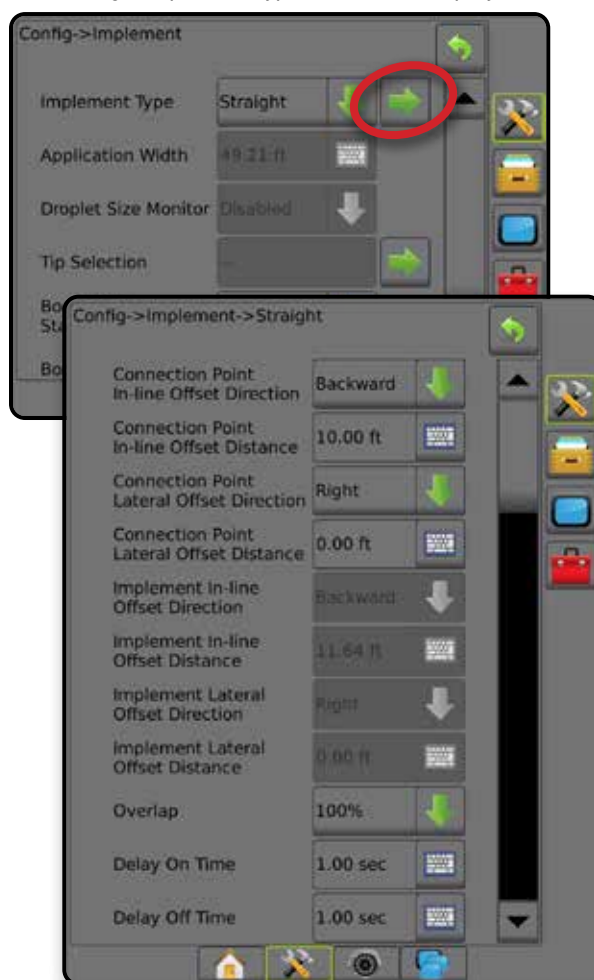 Config->Implement
Implement Type Straight
Application Width 49.21 ft
Droplet Size Monitor Disabled
Tip Selection --
Bo
Sta
Bo
Config->Implement->Straight
Connection Point
In-line Offset Direction Backward
Connection Point
In-line Offset Distance 10.00 ft
Connection Point
Lateral Offset Direction Right
Connection Point
Lateral Offset Distance 0.00 ft
Implement In-line
Offset Direction Backward
Implement In-line
Offset Distance 11.64 ft
Implement Lateral
Offset Direction Right
Implement Lateral
Offset Distance 0.00 ft
Overlap 100%
Delay On Time 1.00 sec
Delay Off Time 1.00 sec